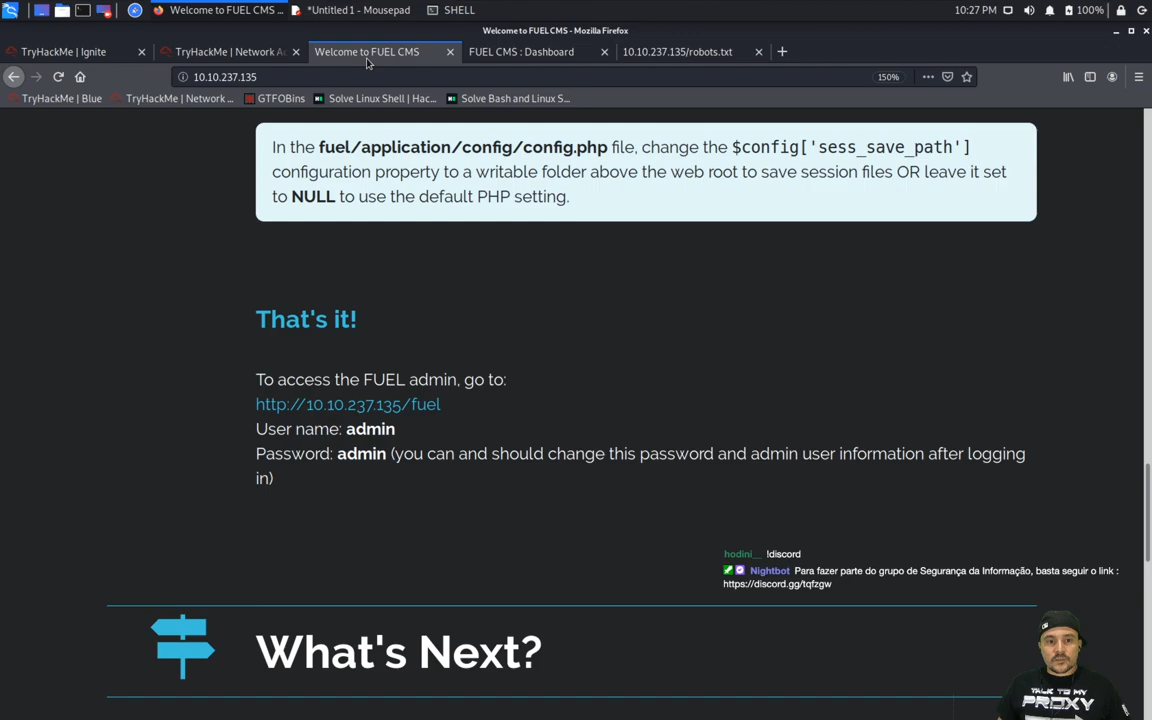 Welcome to FUEL CMS ...
*Untitled 1 - Mousepad
SHELL
10:27 PM
100%
Welcome to FUEL CMS - Mozilla Firefox
TryHackMe | Ignite
TryHackMe | Network Ac
Welcome to FUEL CMS
FUEL CMS : Dashboard
10.10.237.135/robots.txt
10.10.237.135
150%
TryHackMe | Blue
TryHackMe | Network ...
GTFOBins
Solve Linux Shell | Hac...
Solve Bash and Linux S...
In the fuel/application/config/config.php file, change the $config['sess_save_path']
configuration property to a writable folder above the web root to save session files OR leave it set
to NULL to use the default PHP setting.
That's it!
To access the FUEL admin, go to:
http://10.10.237.135/fuel
User name: admin
Password: admin (you can and should change this password and admin user information after logging
in)
hodini__ !discord
Nightbot Para fazer parte do grupo de Segurança da Informação, basta seguir o link :
https://discord.gg/tqfzgw
What's Next?
TALK TO MY
PROXY